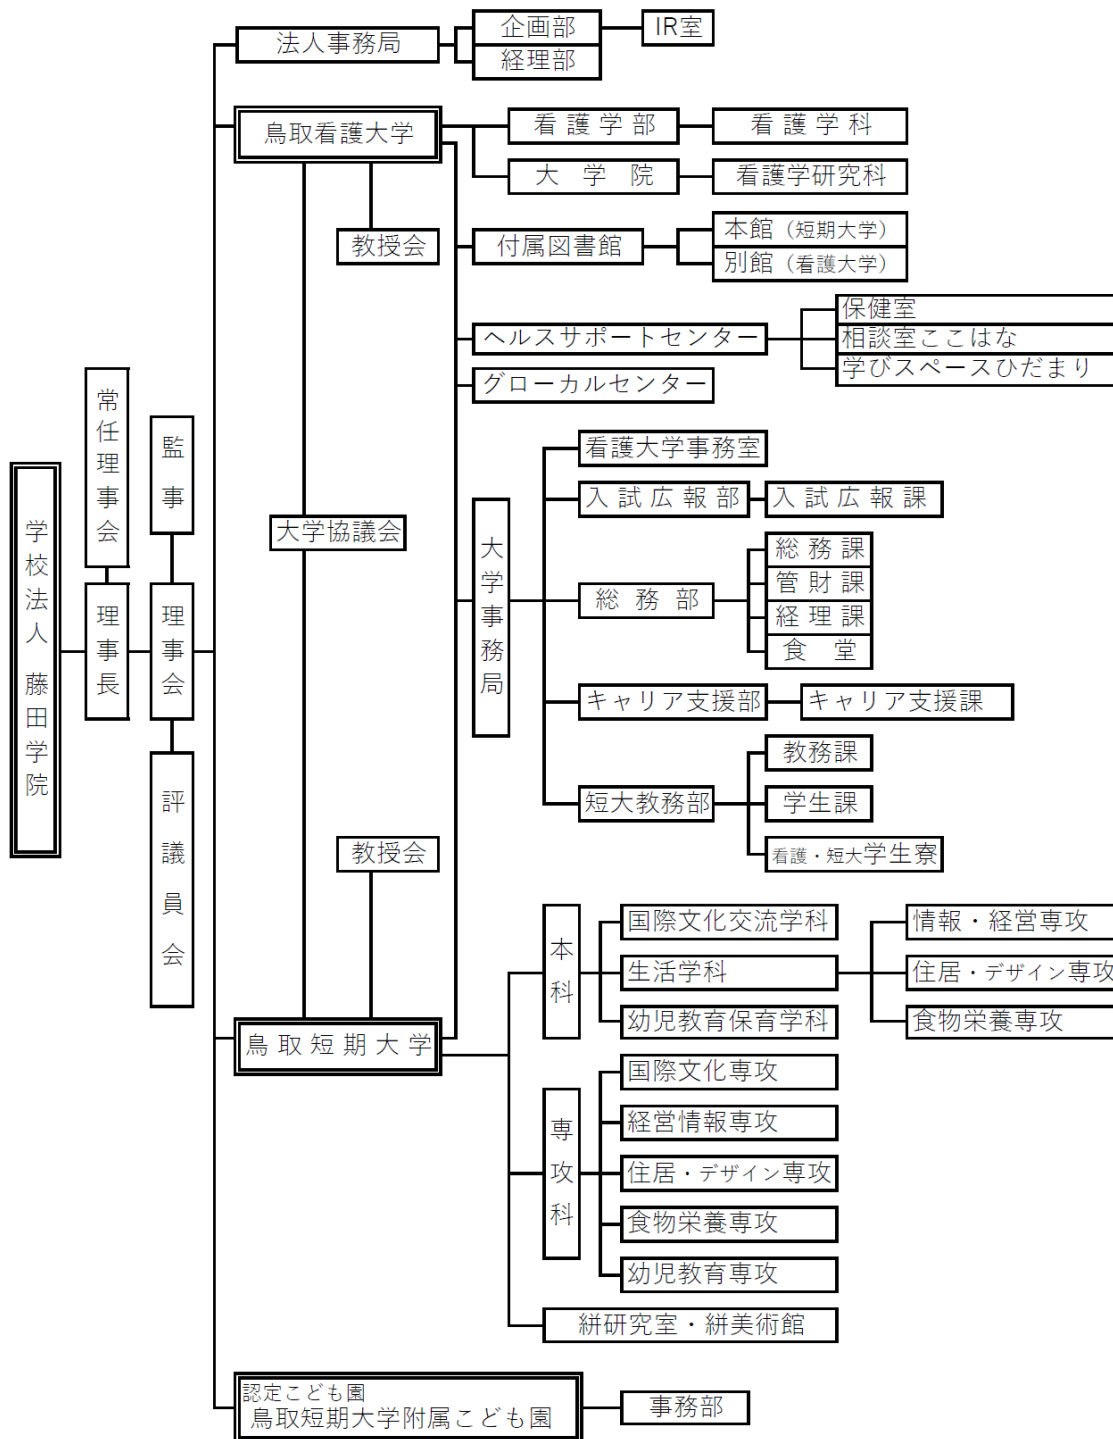 学校法人 藤田学院
常任理事会
理事長
監事
理事会
評議員会
法人事務局
企画部
IR室
経理部
鳥取看護大学
看護学部
看護学科
大学院
看護学研究科
教授会
付属図書館
本館（短期大学）
別館（看護大学）
ヘルスサポートセンター
保健室
相談室ここはな
学びスペースひだまり
グローカルセンター
大学協議会
大学事務局
看護大学事務室
入試広報部
入試広報課
総務部
総務課
管財課
経理課
食堂
キャリア支援部
キャリア支援課
短大教務部
教務課
学生課
看護・短大学生寮
教授会
鳥取短期大学
本科
国際文化交流学科
生活学科
情報・経営専攻
住居・デザイン専攻
食物栄養専攻
幼児教育保育学科
専攻科
国際文化専攻
経営情報専攻
住居・デザイン専攻
食物栄養専攻
幼児教育専攻
絣研究室・絣美術館
認定こども園
鳥取短期大学附属こども園
事務部